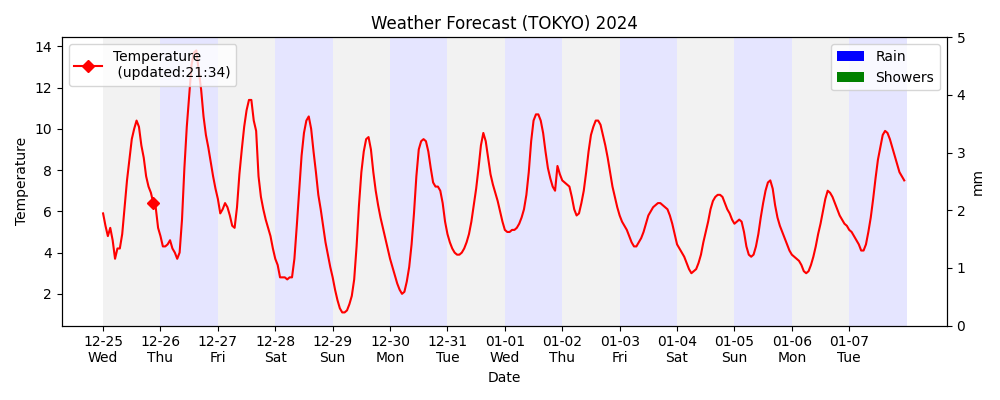 Weather Forecast (TOKYO) 2024
Temperature
(updated:21:34)
Rain
Showers
14
12
10
8
6
4
2
Temperature
5
4
3
2
1
0
mm
12-25 12-26 12-27 12-28 12-29 12-30 12-31 01-01 01-02 01-03 01-04 01-05 01-06 01-07
Wed Thu Fri Sat Sun Mon Tue Wed Thu Fri Sat Sun Mon Tue
Date